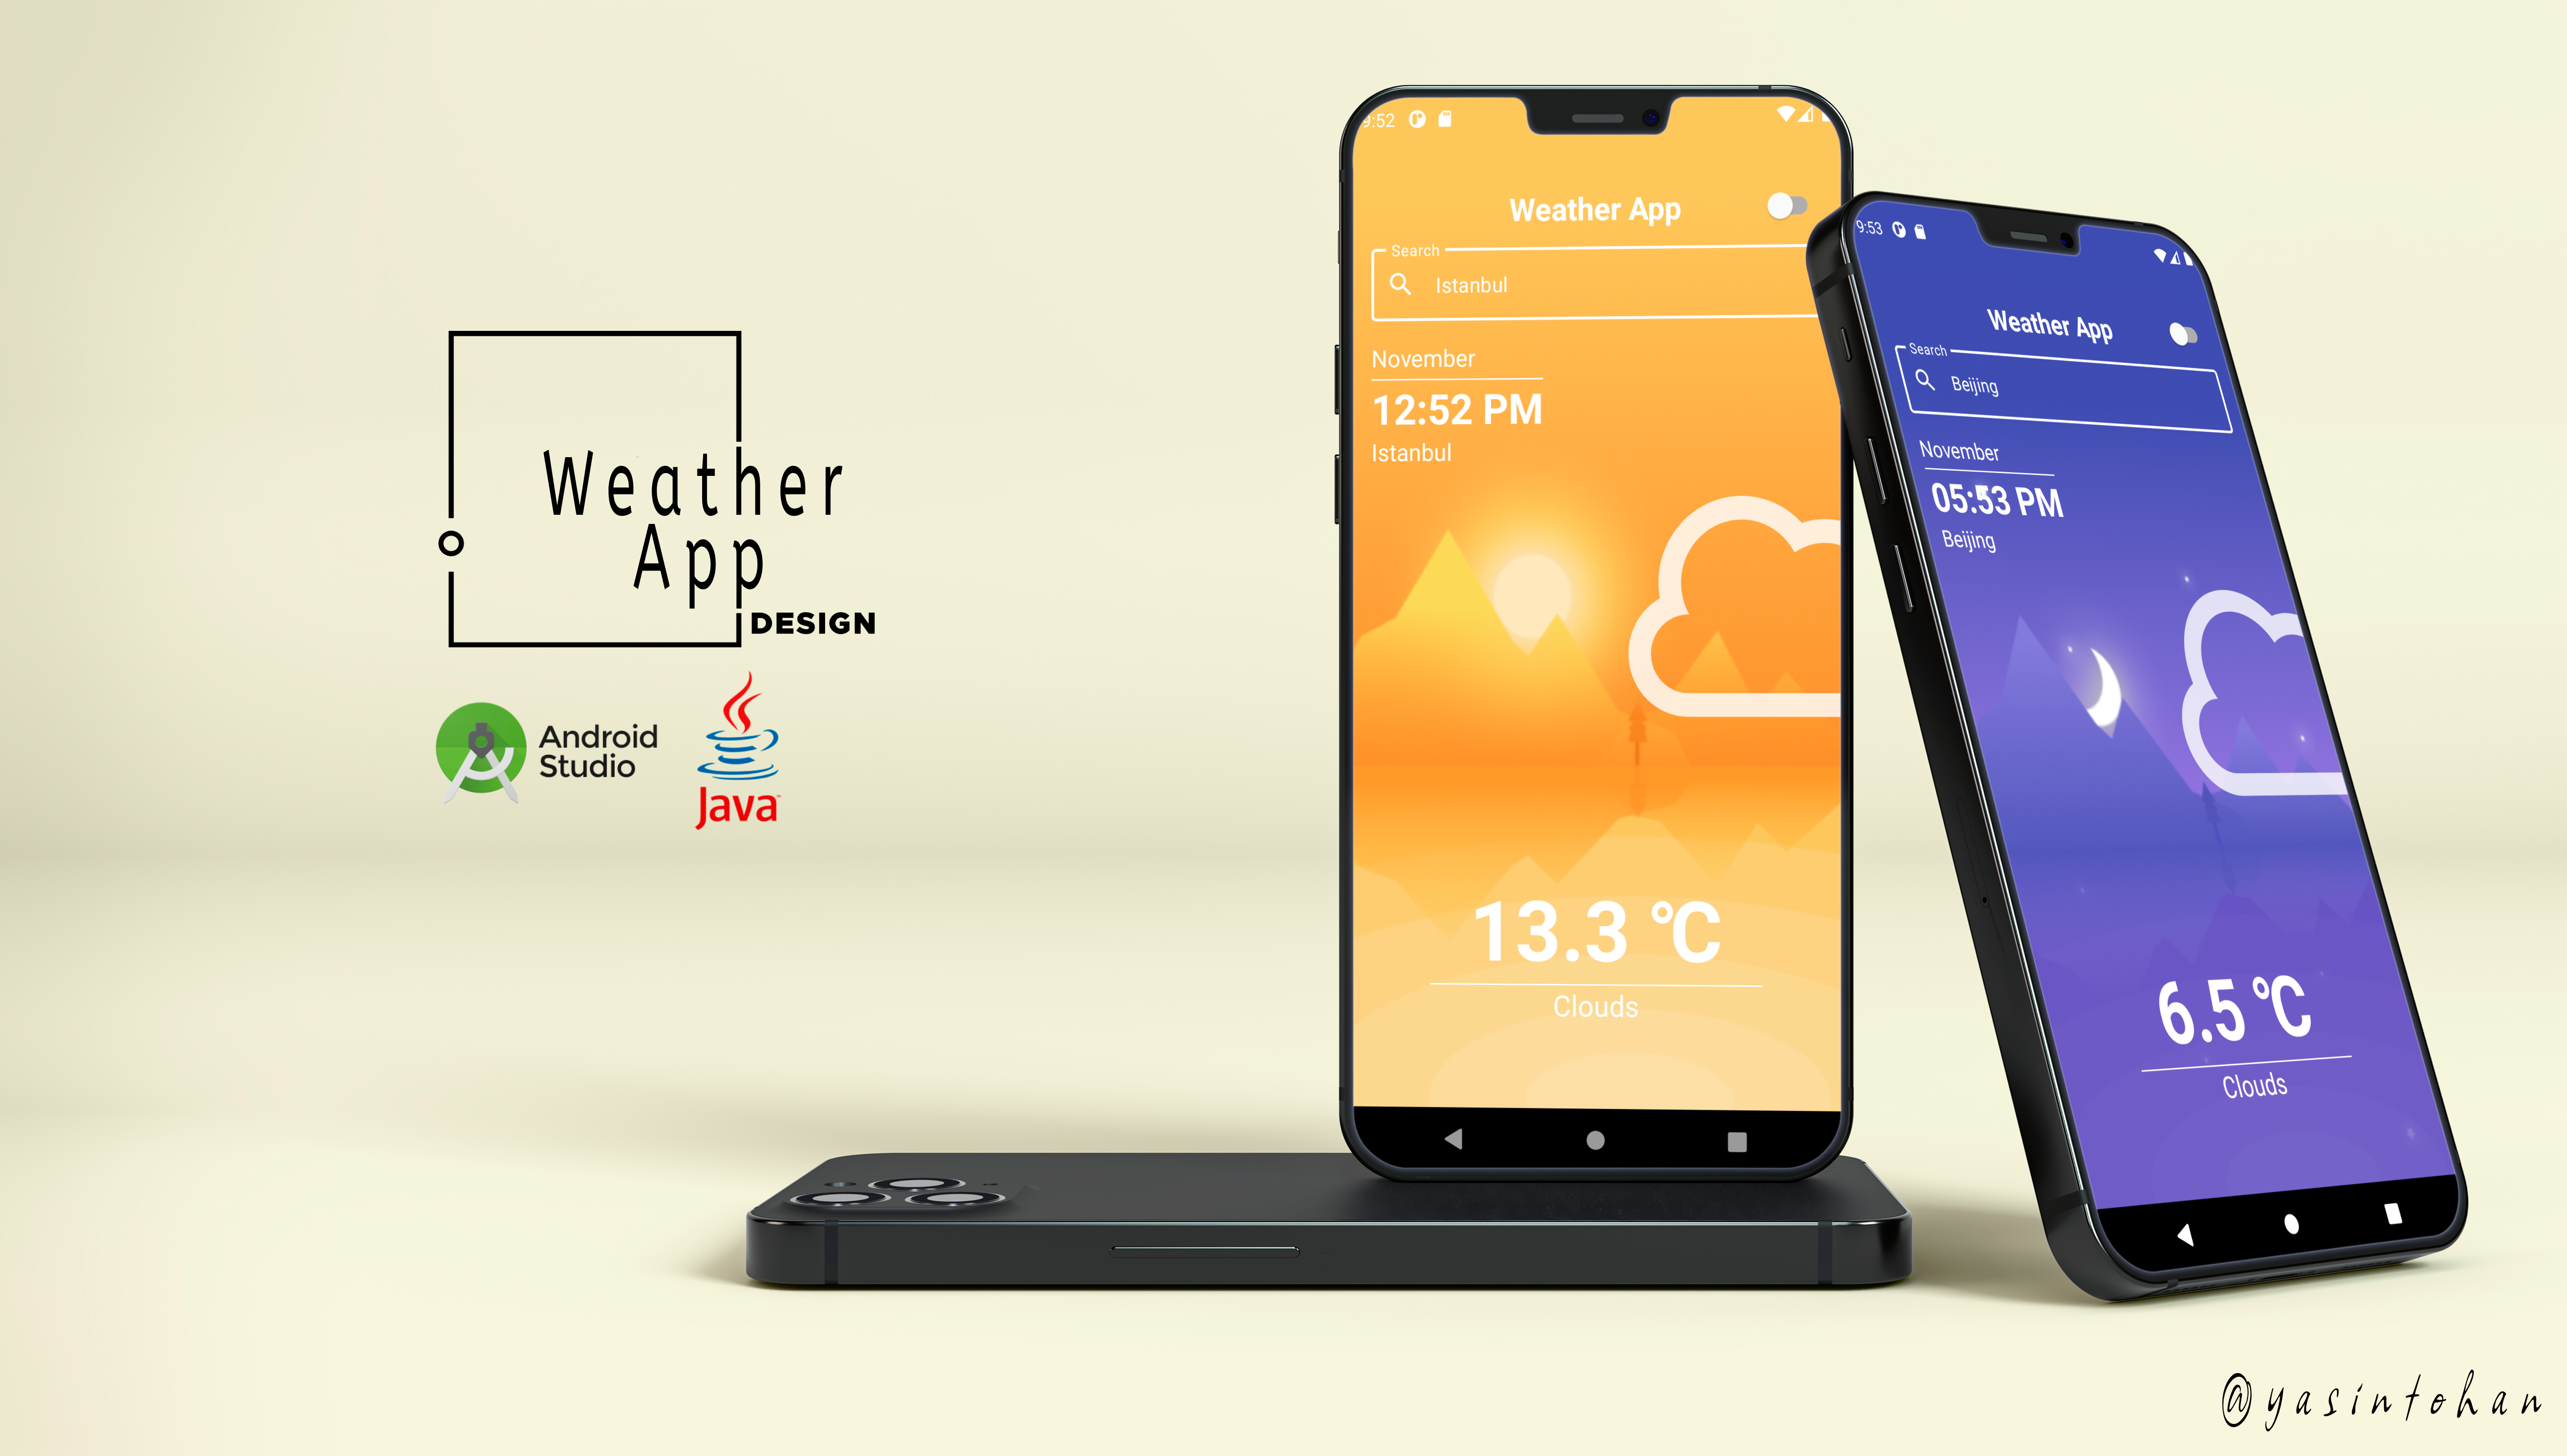 Weather
App
DESIGN
Android
Studio
Java
9:52
Weather App
Search
Istanbul
November
12:52 PM
Istanbul
13.3 °C
Clouds
9:53
Weather App
Search
Beijing
November
05:53 PM
Beijing
6.5 °C
Clouds
@yasintohan